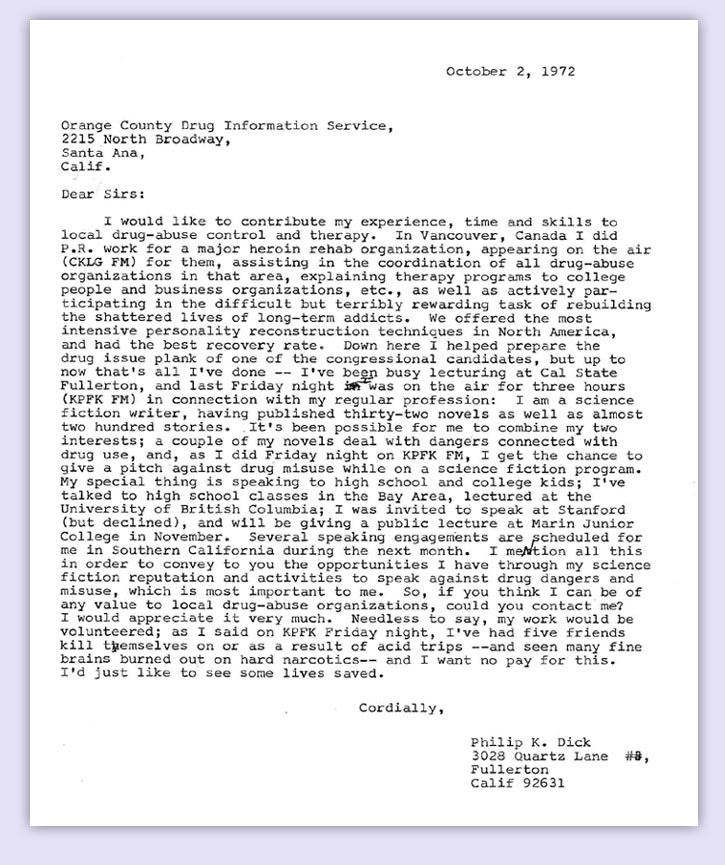 October 2, 1972
Orange County Drug Information Service,
2215 North Broadway,
Santa Ana,
Calif.
Dear Sirs:
I would like to contribute my experience, time and skills to
local drug-abuse control and therapy. In Vancouver, Canada I did
P.R. work for a major heroin rehab organization, appearing on the air
(CKLG FM) for them, assisting in the coordination of all drug-abuse
organizations in that area, explaining therapy programs to college
people and business organizations, etc., as well as actively par-
ticipating in the difficult but terribly rewarding task of rebuilding
the shattered lives of long-term addicts. We offered the most
intensive personality reconstruction techniques in North America,
and had the best recovery rate. Down here I helped prepare the
drug issue plank of one of the congressional candidates, but up to
now that's all I've done -- I've been busy lecturing at Cal State
Fullerton, and last Friday night I was on the air for three hours
(KPFK FM) in connection with my regular profession: I am a science
fiction writer, having published thirty-two novels as well as almost
two hundred stories. It's been possible for me to combine my two
interests; a couple of my novels deal with dangers connected with
drug use, and, as I did Friday night on KPFK FM, I get the chance to
give a pitch against drug misuse while on a science fiction program.
My special thing is speaking to high school and college kids; I've
talked to high school classes in the Bay Area, lectured at the
University of British Columbia; I was invited to speak at Stanford
(but declined), and will be giving a public lecture at Marin Junior
College in November. Several speaking engagements are scheduled for
me in Southern California during the next month. I mention all this
in order to convey to you the opportunities I have through my science
fiction reputation and activities to speak against drug dangers and
misuse, which is most important to me. So, if you think I can be of
any value to local drug-abuse organizations, could you contact me?
I would appreciate it very much. Needless to say, my work would be
volunteered; as I said on KPFK Friday night, I've had five friends
kill themselves on or as a result of acid trips --and seen many fine
brains burned out on hard narcotics-- and I want no pay for this.
I'd just like to see some lives saved.
Cordially,
Philip K. Dick
3028 Quartz Lane
Fullerton
Calif 92631